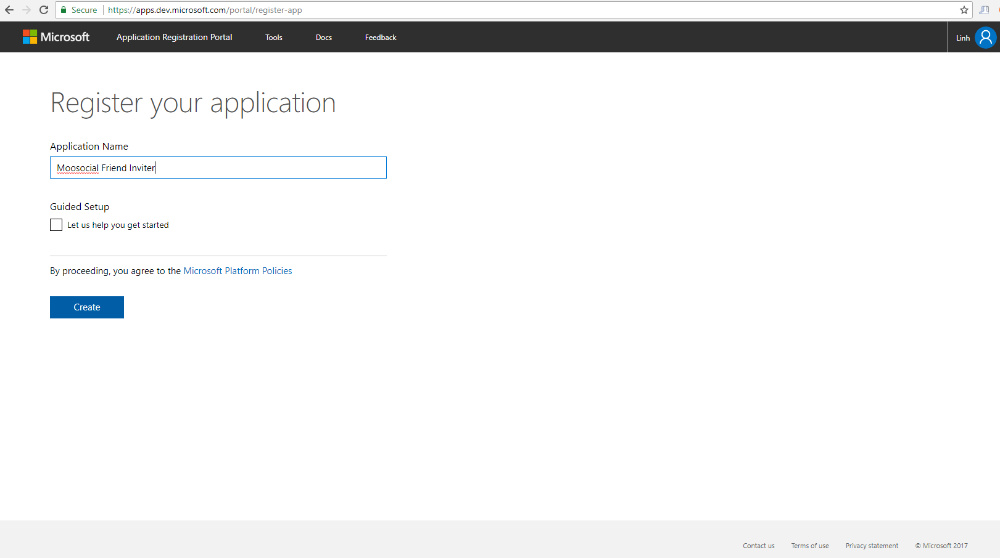 Secure https://apps.dev.microsoft.com/portal/register-app
Microsoft Application Registration Portal Tools Docs Feedback Linh
Register your application
Application Name
Moosocial Friend Inviter
Guided Setup
Let us help you get started
By proceeding, you agree to the Microsoft Platform Policies
Create
Contact us Terms of use Privacy statement © Microsoft 2017